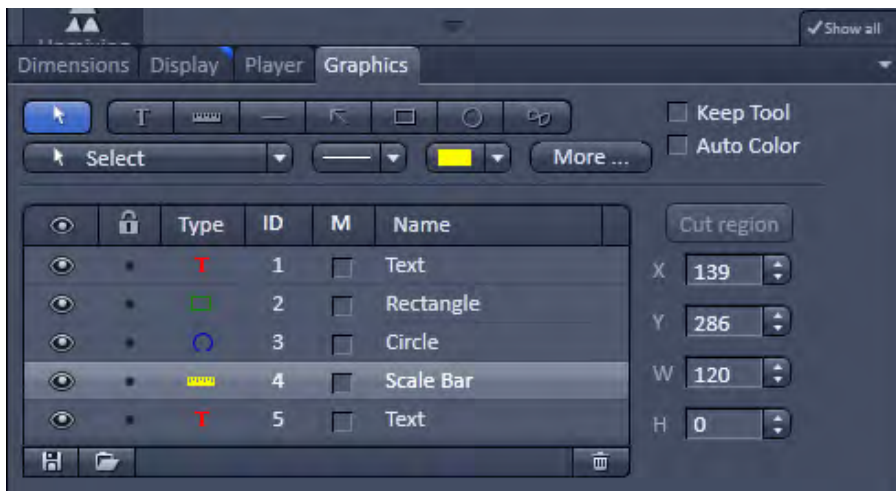 Show all
Dimensions Display Player Graphics
T
Keep Tool
Select
More ...
Auto Color
Type ID M Name
Cut region
T 1 Text
X 139
2 Rectangle
Y 286
3 Circle
4 Scale Bar
W 120
T 5 Text
H 0